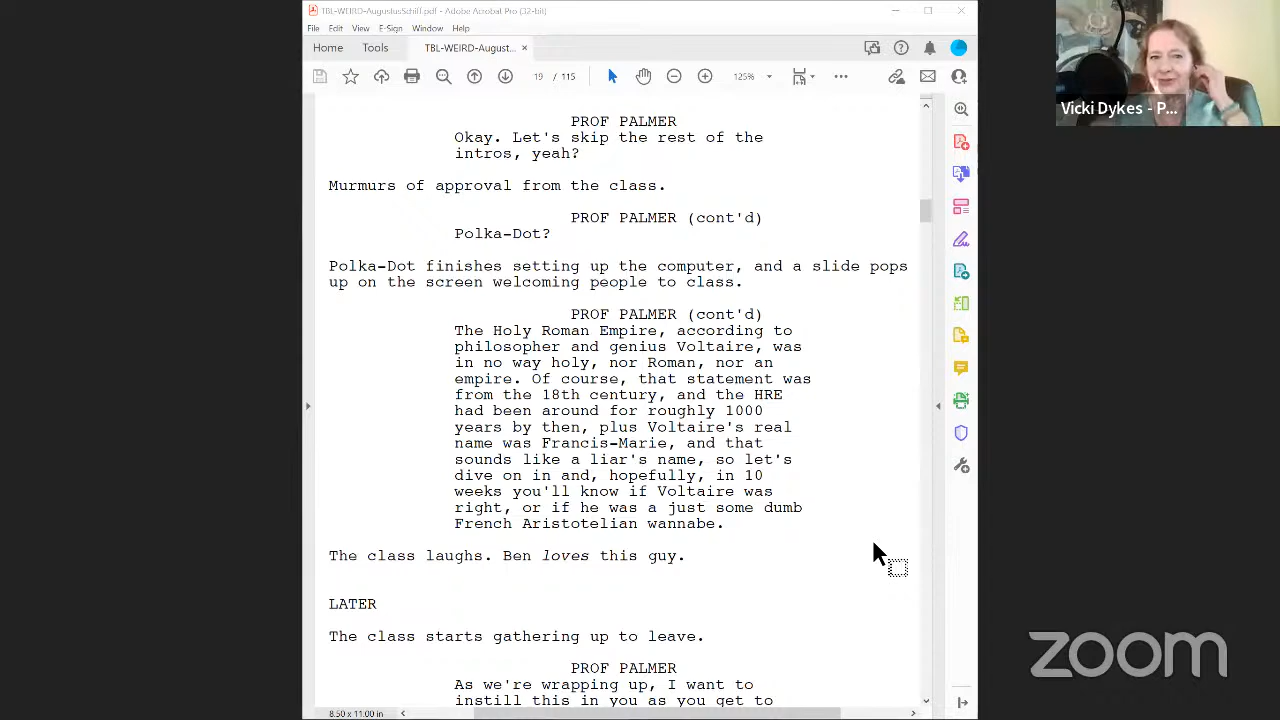 TBL-WEIRD-AugustusSchiff.pdf - Adobe Acrobat Pro (32-bit)
File Edit View E-Sign Window Help
Home Tools TBL-WEIRD-August... ×
19 / 115 125%
Vicki Dykes - P...
PROF PALMER
Okay. Let's skip the rest of the
intros, yeah?
Murmurs of approval from the class.
PROF PALMER (cont'd)
Polka-Dot?
Polka-Dot finishes setting up the computer, and a slide pops
up on the screen welcoming people to class.
PROF PALMER (cont'd)
The Holy Roman Empire, according to
philosopher and genius Voltaire, was
in no way holy, nor Roman, nor an
empire. Of course, that statement was
from the 18th century, and the HRE
had been around for roughly 1000
years by then, plus Voltaire's real
name was Francis-Marie, and that
sounds like a liar's name, so let's
dive on in and, hopefully, in 10
weeks you'll know if Voltaire was
right, or if he was a just some dumb
French Aristotelian wannabe.
The class laughs. Ben loves this guy.
LATER
The class starts gathering up to leave.
PROF PALMER
As we're wrapping up, I want to
instill this in you as you get to
8.50 x 11.00 in
zoom